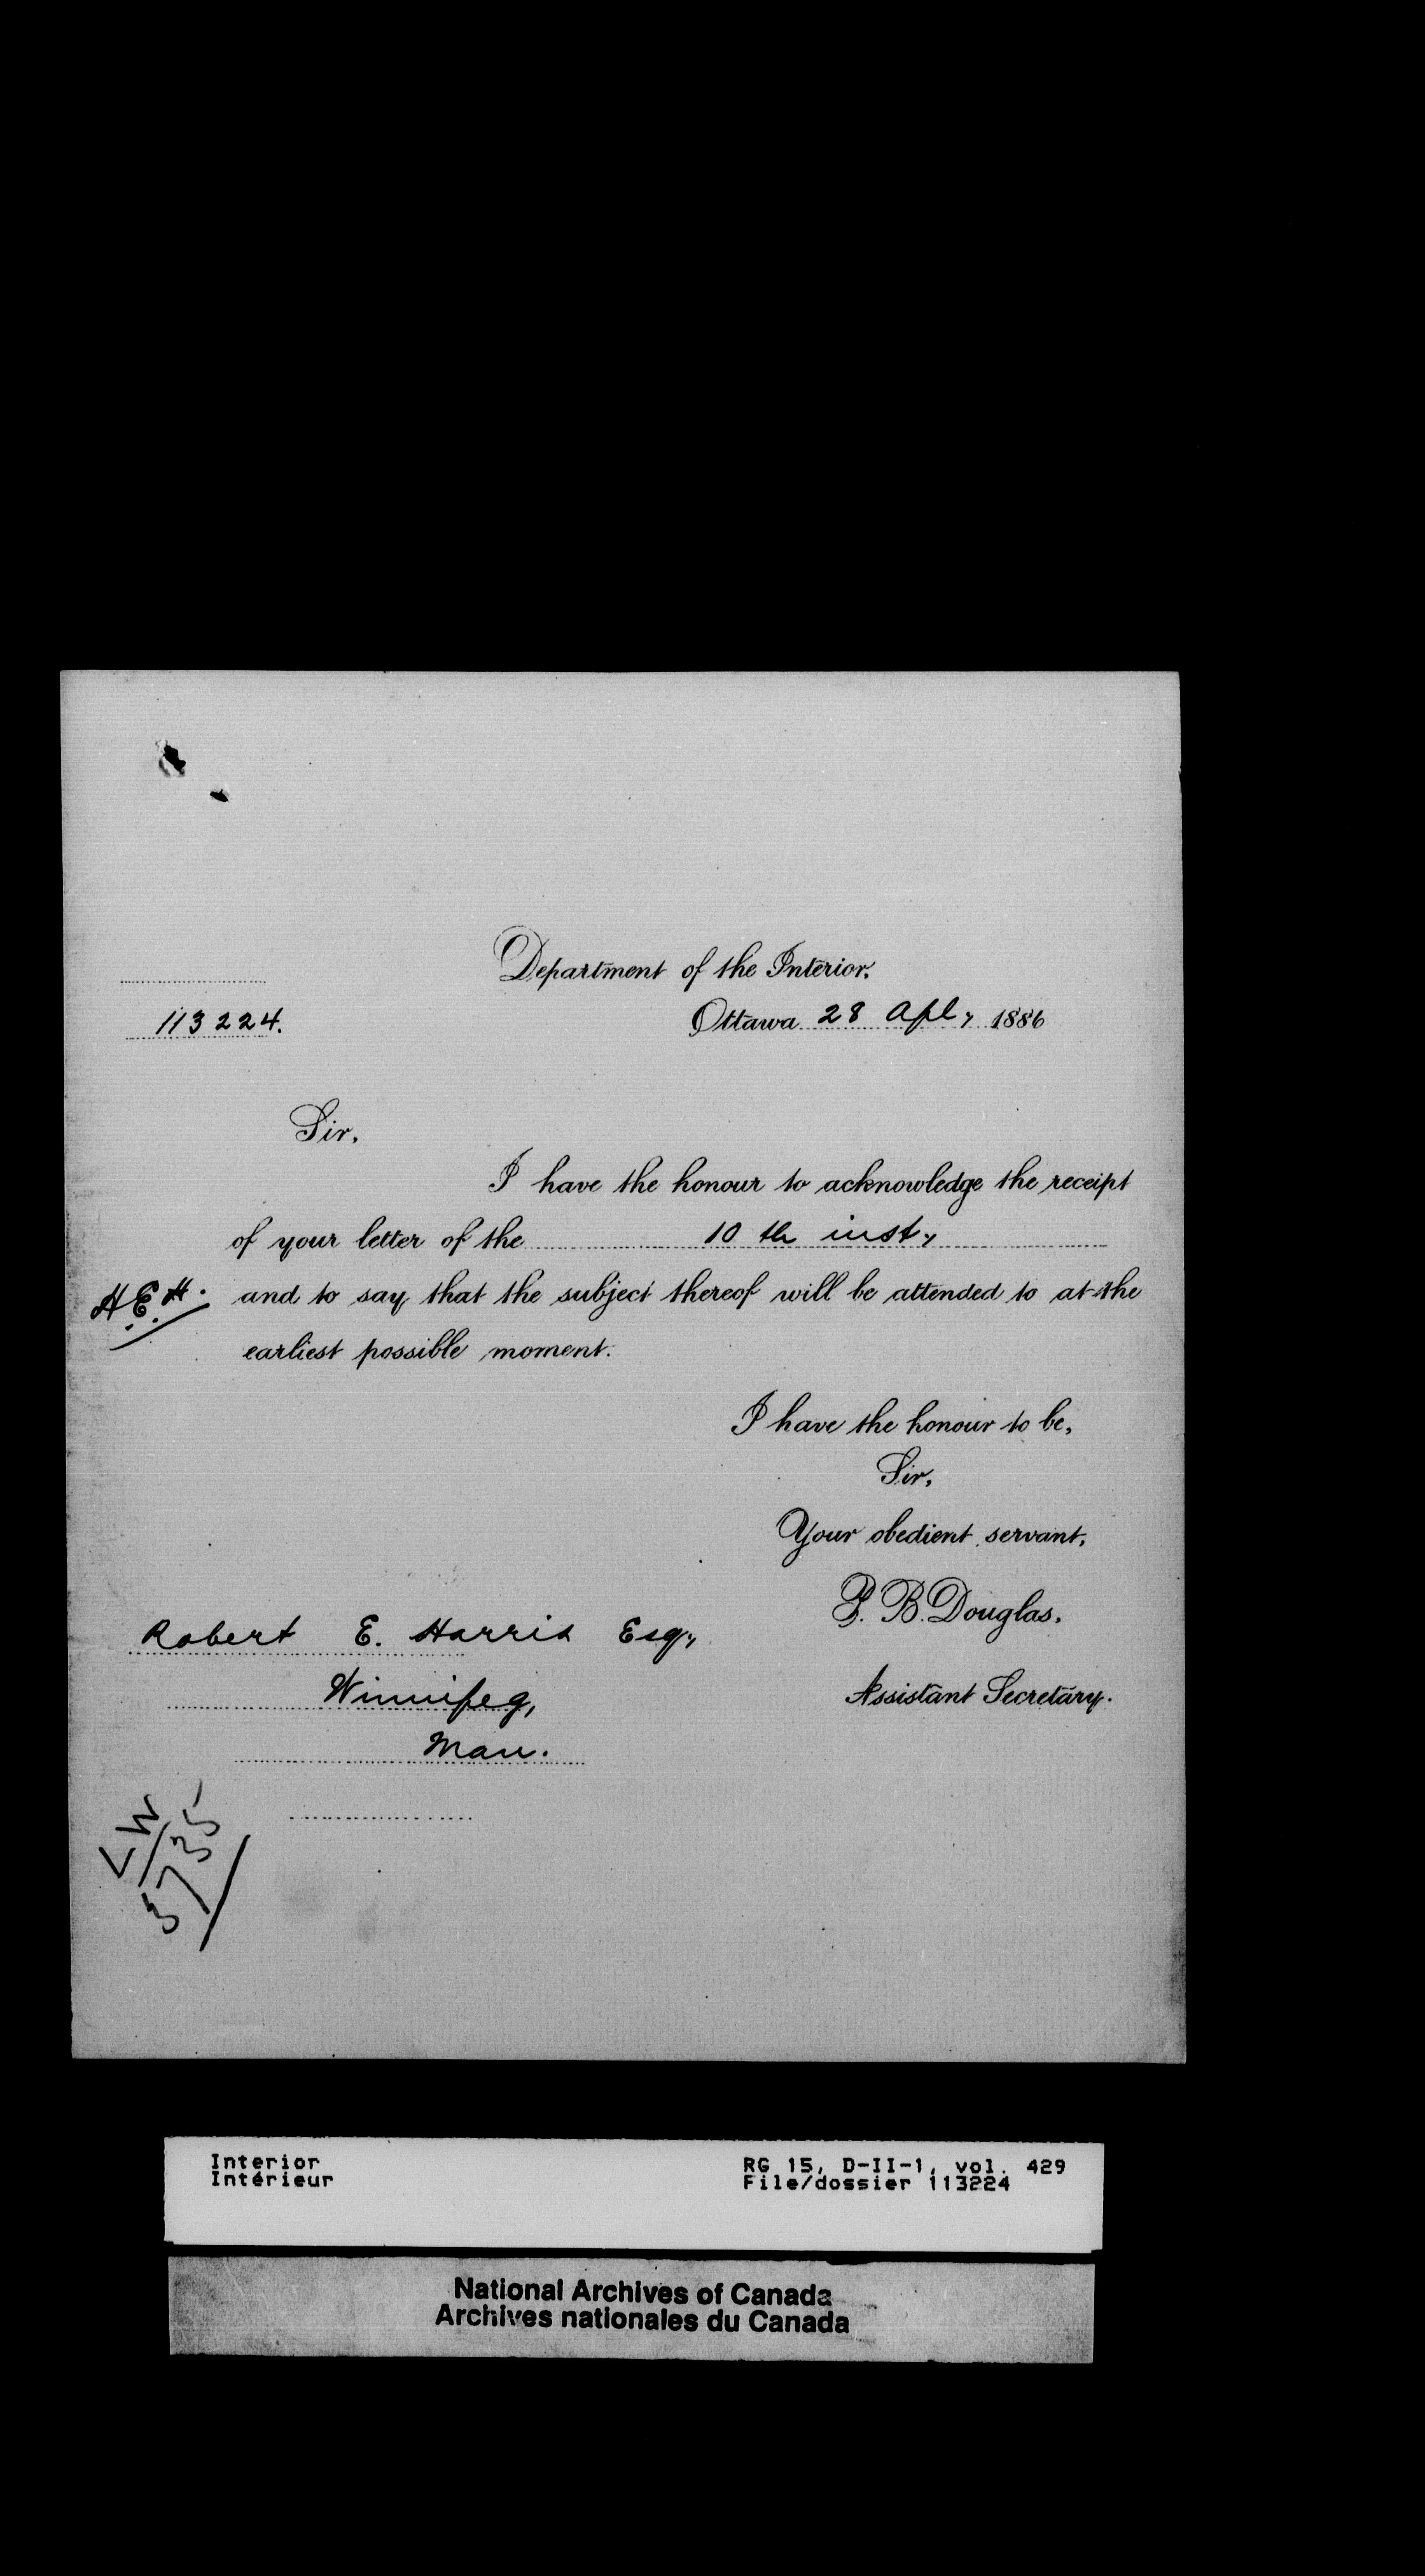 Department of the Interior,
113224.
Ottawa 28 Apl, 1886
Sir,
I have the honour to acknowledge the receipt
of your letter of the 10 th inst.,
H.E.H.
and to say that the subject thereof will be attended to at the
earliest possible moment.
I have the honour to be,
Sir,
Your obedient servant,
P. B. Douglas,
Assistant Secretary.
Robert E. Harris Esq.,
Winnipeg,
Man.
LW
5735
Interior
Intérieur
RG 15, D-II-1, vol. 429
File/dossier 113224
National Archives of Canada
Archives nationales du Canada